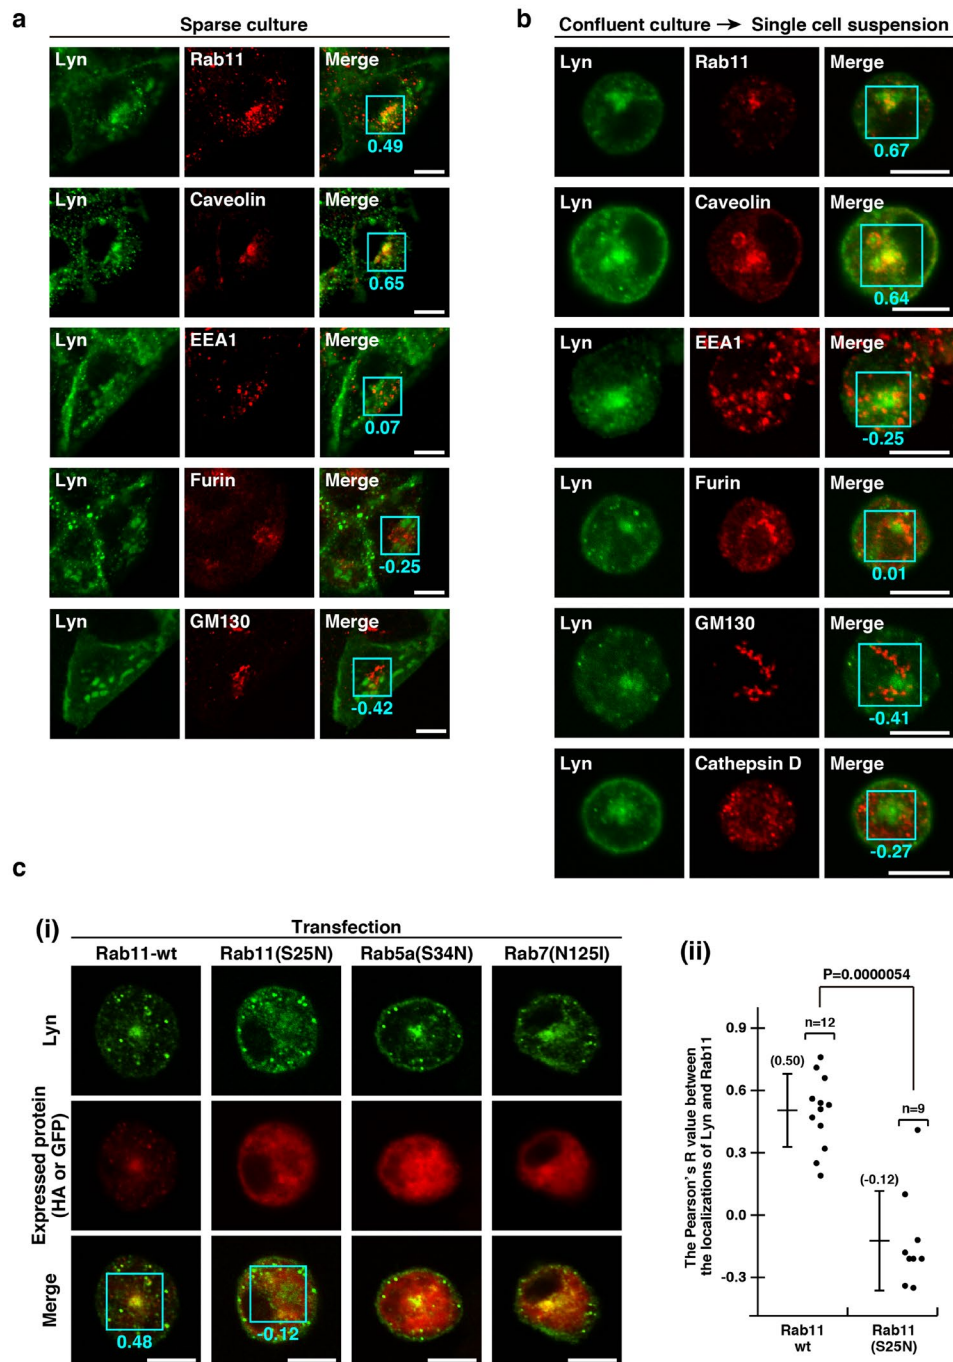 a
Sparse culture
Lyn Rab11 Merge
0.49
Lyn Caveolin Merge
0.65
Lyn EEA1 Merge
0.07
Lyn Furin Merge
-0.25
Lyn GM130 Merge
-0.42
b
Confluent culture → Single cell suspension
Lyn Rab11 Merge
0.67
Lyn Caveolin Merge
0.64
Lyn EEA1 Merge
-0.25
Lyn Furin Merge
0.01
Lyn GM130 Merge
-0.41
Lyn Cathepsin D Merge
-0.27
c
(i)
Transfection
Rab11-wt Rab11(S25N) Rab5a(S34N) Rab7(N125I)
Lyn
Expressed protein
(HA or GFP)
Merge
0.48 -0.12
(ii)
P=0.0000054
The Pearson' s R value between
the localizations of Lyn and Rab11
0.9
0.6
0.3
0.0
-0.3
n=12
(0.50)
n=9
(-0.12)
Rab11
wt
Rab11
(S25N)